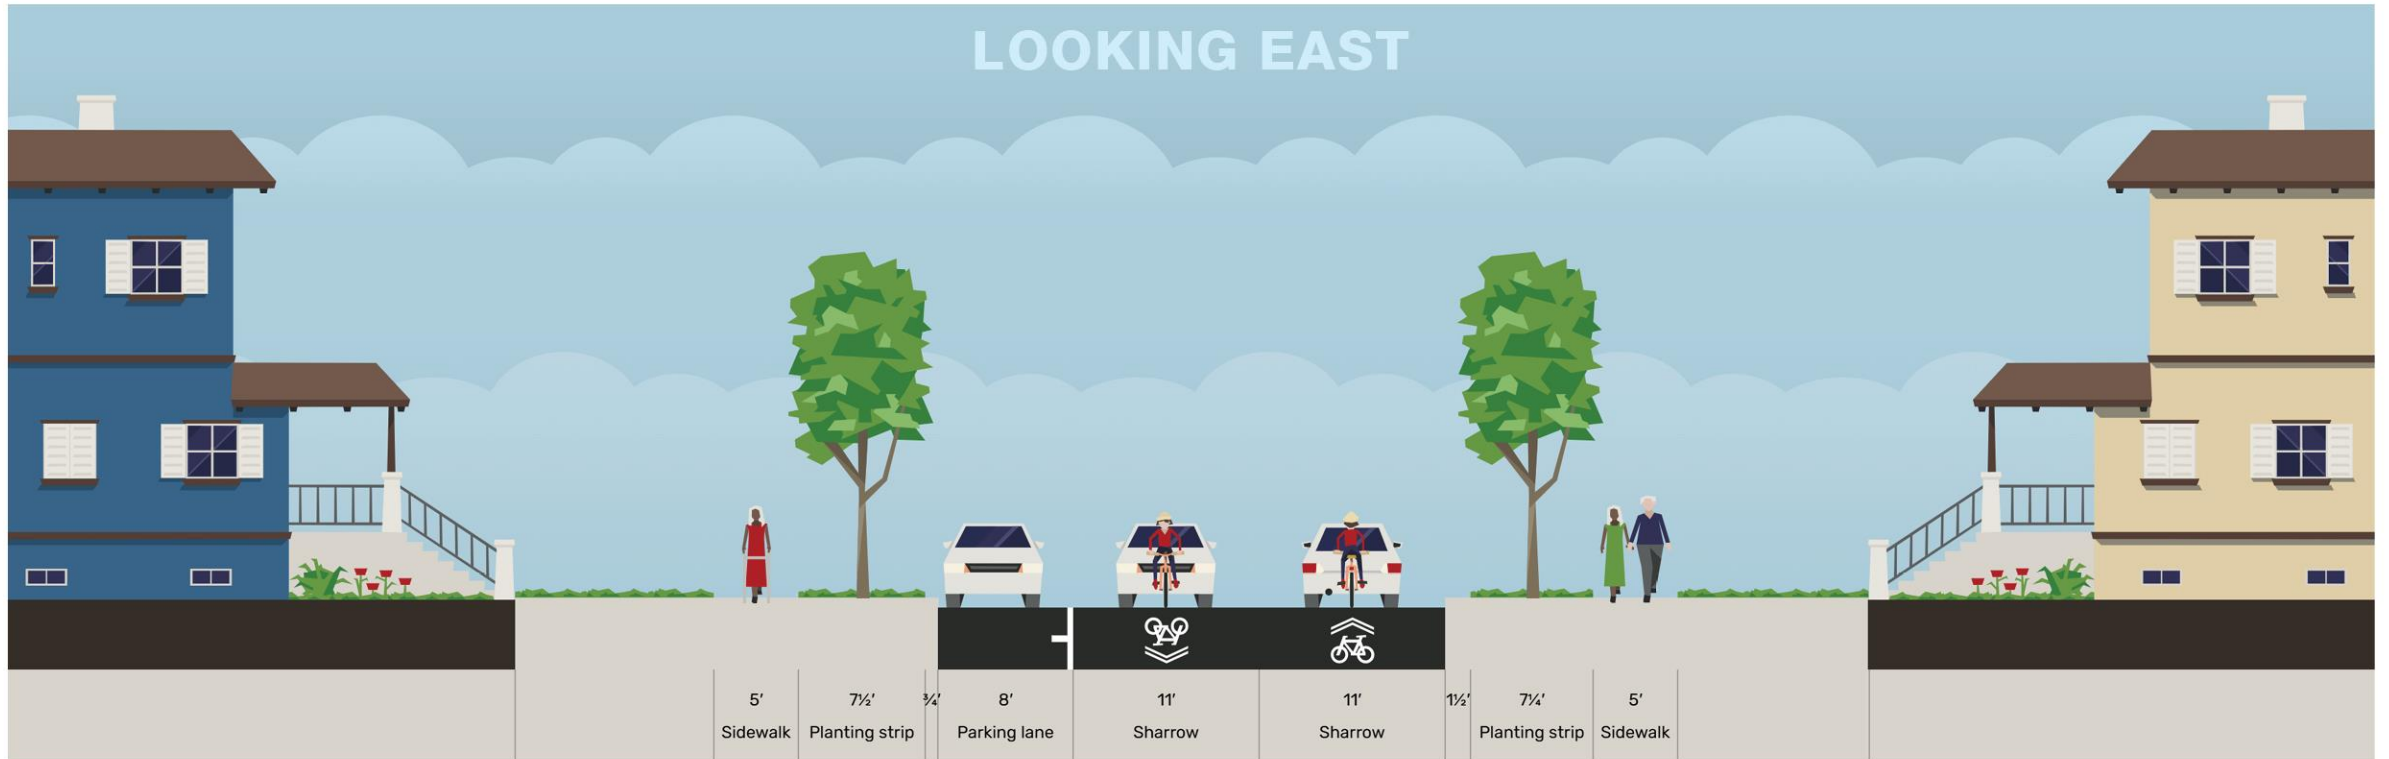 LOOKING EAST
5' 7½' ¾' 8' 11' 11' 1½' 7¼' 5'
Sidewalk Planting strip Parking lane Sharrow Sharrow Planting strip Sidewalk